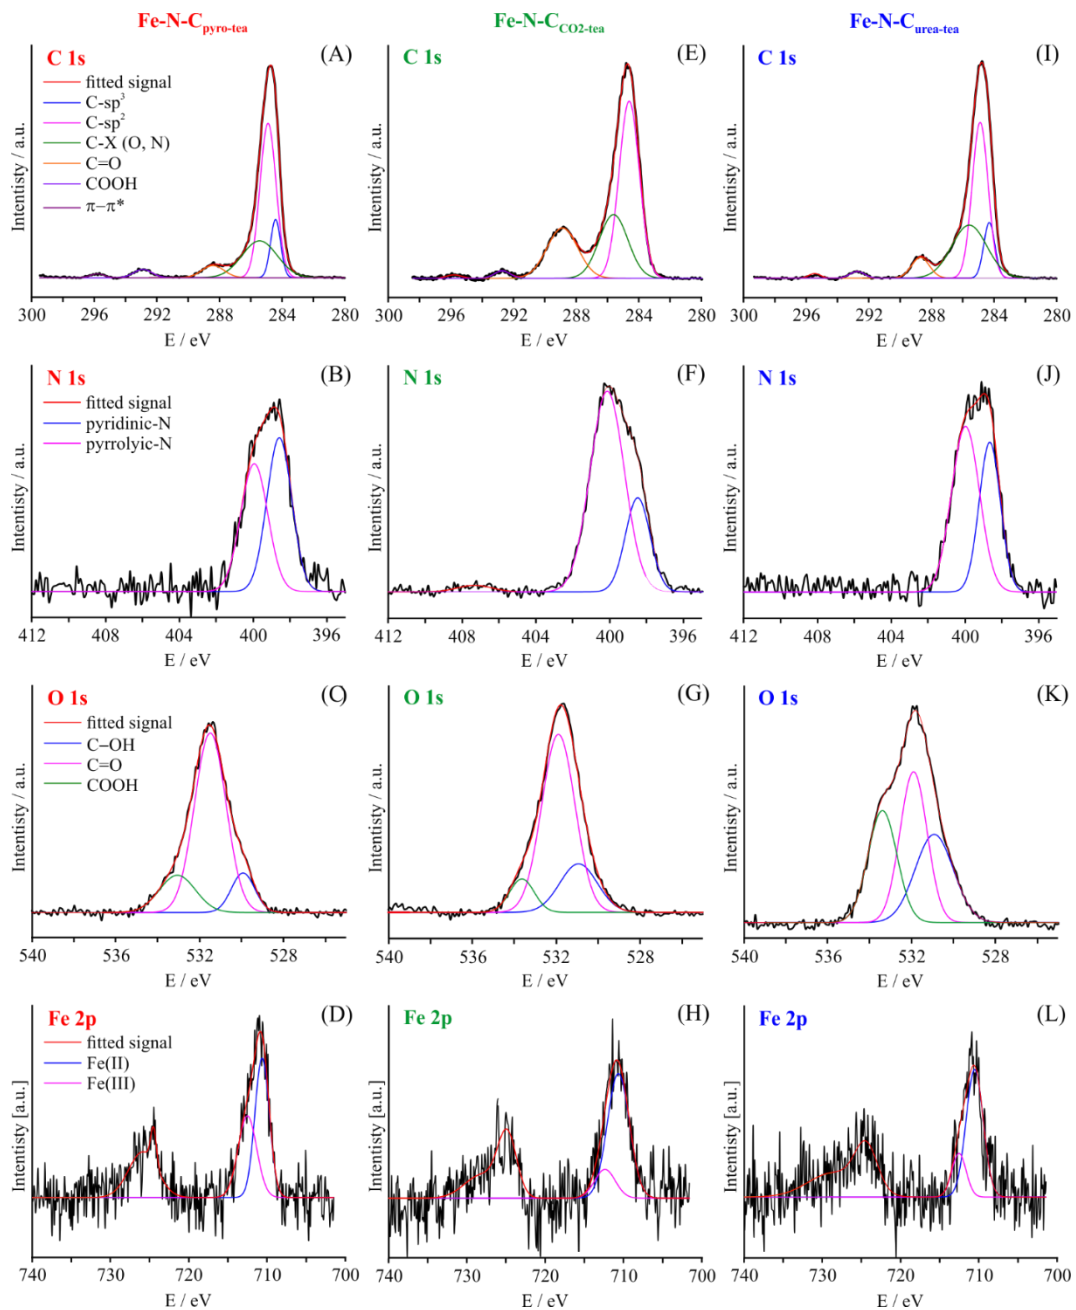 Fe-N-Cpyro-tea
Fe-N-CCO2-tea
Fe-N-Curea-tea
C 1s
(A)
fitted signal
C-sp³
C-sp²
C-X (O, N)
C=O
COOH
π−π*
Intentisty / a.u.
300 296 292 288 284 280
E / eV
C 1s
(E)
Intentisty / a.u.
300 296 292 288 284 280
E / eV
C 1s
(I)
Intentisty / a.u.
300 296 292 288 284 280
E / eV
N 1s
(B)
fitted signal
pyridinic-N
pyrrolyic-N
Intentisty / a.u.
412 408 404 400 396
E / eV
N 1s
(F)
Intentisty / a.u.
412 408 404 400 396
E / eV
N 1s
(J)
Intentisty / a.u.
412 408 404 400 396
E / eV
O 1s
(C)
fitted signal
C−OH
C=O
COOH
Intentisty / a.u.
540 536 532 528
E / eV
O 1s
(G)
Intentisty / a.u.
540 536 532 528
E / eV
O 1s
(K)
Intentisty / a.u.
540 536 532 528
E / eV
Fe 2p
(D)
fitted signal
Fe(II)
Fe(III)
Intentisty [a.u.]
740 730 720 710 700
E / eV
Fe 2p
(H)
Intentisty [a.u.]
740 730 720 710 700
E / eV
Fe 2p
(L)
Intentisty [a.u.]
740 730 720 710 700
E / eV